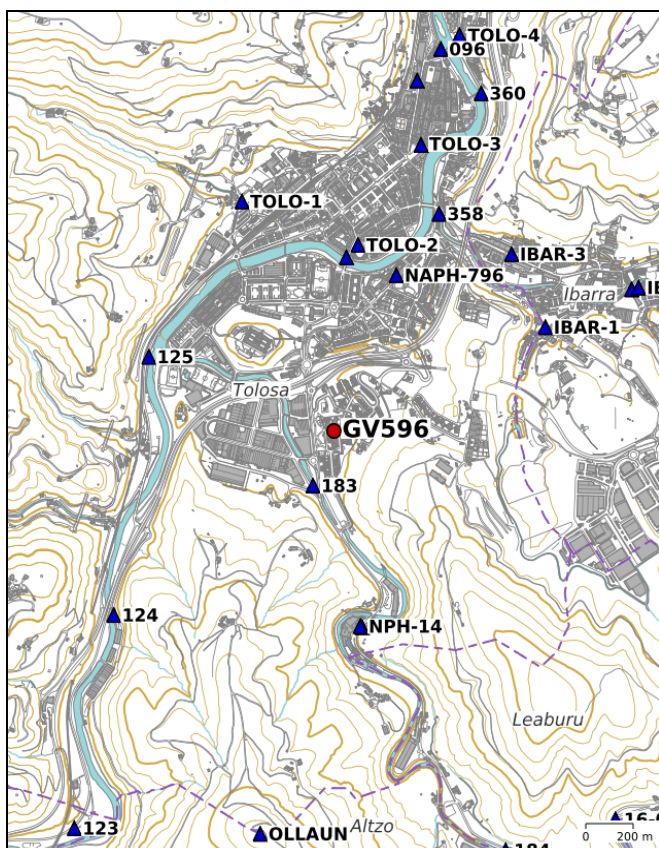 TOLO-4
096
360
TOLO-3
TOLO-1
358
TOLO-2
IBAR-3
NAPH-796
Ibarra
IBAR-1
125
Tolosa
GV596
183
124
NPH-14
Leaburu
123
OLLAUN
Altzo
184
200 m